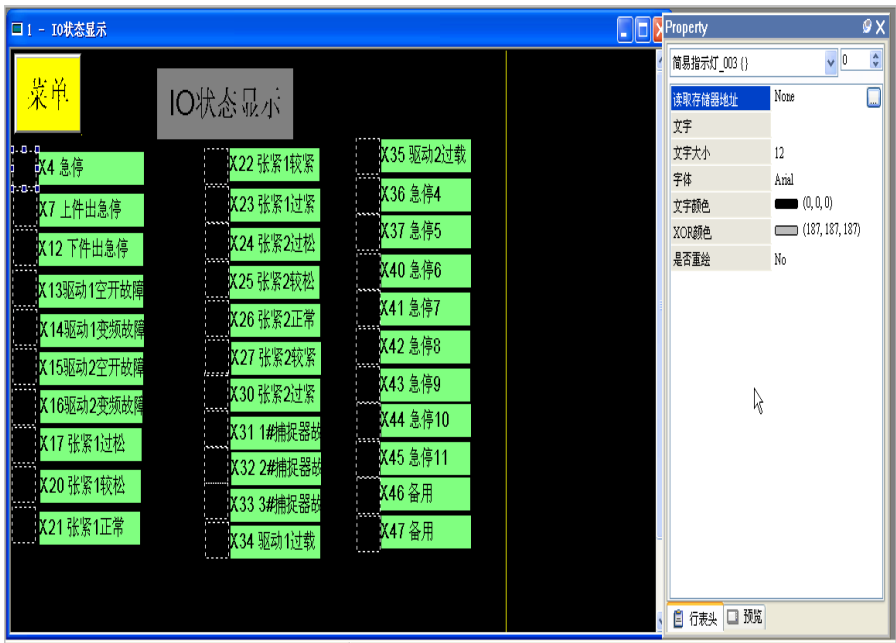 1 - IO状态显示
菜单
IO状态显示
X4 急停
X7 上件出急停
X12 下件出急停
X13驱动1空开故障
X14驱动1变频故障
X15驱动2空开故障
X16驱动2变频故障
X17 张紧1过松
X20 张紧1较松
X21 张紧1正常
X22 张紧1较紧
X23 张紧1过紧
X24 张紧2过松
X25 张紧2较松
X26 张紧2正常
X27 张紧2较紧
X30 张紧2过紧
X31 1#捕捉器故
X32 2#捕捉器故
X33 3#捕捉器故
X34 驱动1过载
X35 驱动2过载
X36 急停4
X37 急停5
X40 急停6
X41 急停7
X42 急停8
X43 急停9
X44 急停10
X45 急停11
X46 备用
X47 备用
Property
简易指示灯_003 {} 0
读取存储器地址 None ...
文字
文字大小 12
字体 Arial
文字颜色 (0, 0, 0)
XOR颜色 (187, 187, 187)
是否重绘 No
行表头 预览